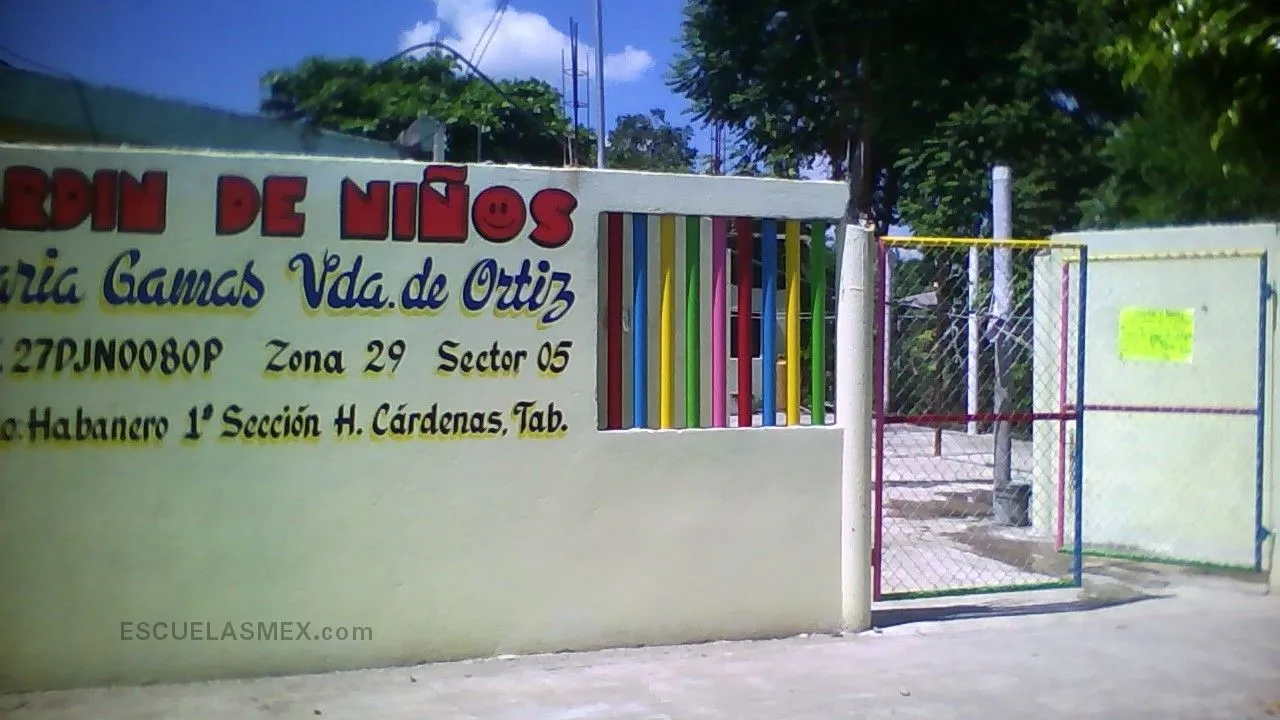 ARDIN DE NIÑOS
aria Gamas Vda. de Ortiz
27DJN0080P Zona 29 Sector 05
o. Habanero 1ª Sección H. Cárdenas, Tab.
ESCUELASMEX.com